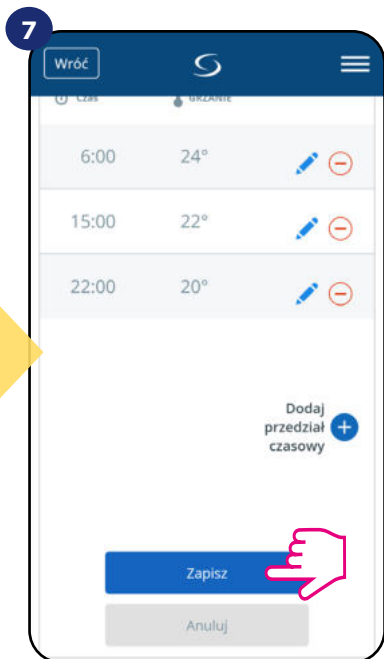 7
Wróć
Czas GRZANIE
6:00 24°
15:00 22°
22:00 20°
Dodaj
przedział
czasowy
Zapisz
Anuluj